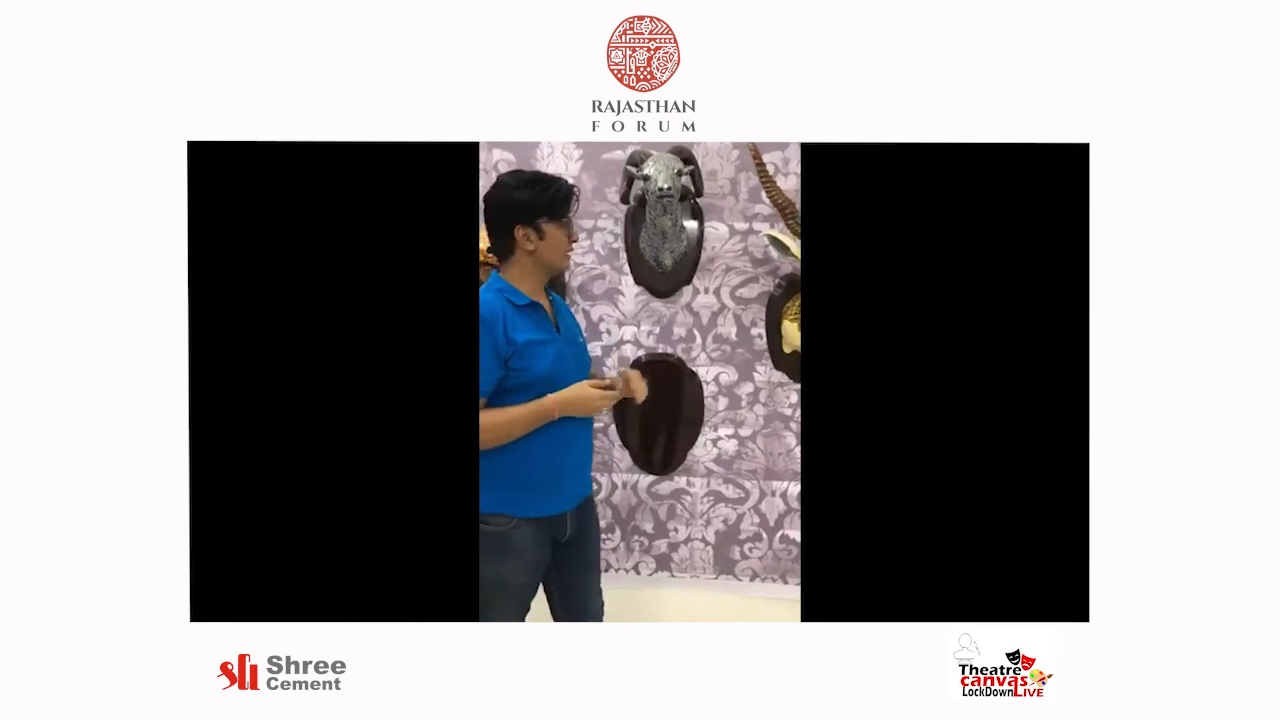 RAJASTHAN
FORUM
Shree
Cement
Theatre
canvas
LockDown LIVE